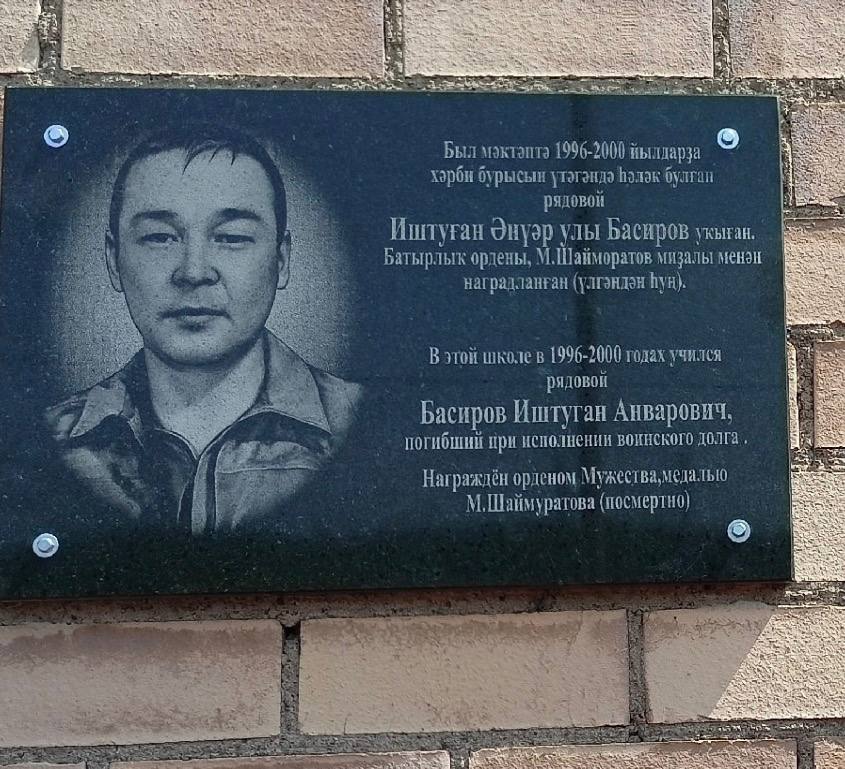 Был мәктәптә 1996-2000 йылдарҙа
хәрби бурысын үтәгәндә һәләк булған
рядовой
Иштуған Әнүәр улы Басиров уҡыған.
Батырлыҡ ордены, М.Шайморатов миҙалы менән
наградланған (үлгәндән һуң).
В этой школе в 1996-2000 годах учился
рядовой
Басиров Иштуган Анварович,
погибший при исполнении воинского долга .
Награждён орденом Мужества,медалью
М.Шаймуратова (посмертно)